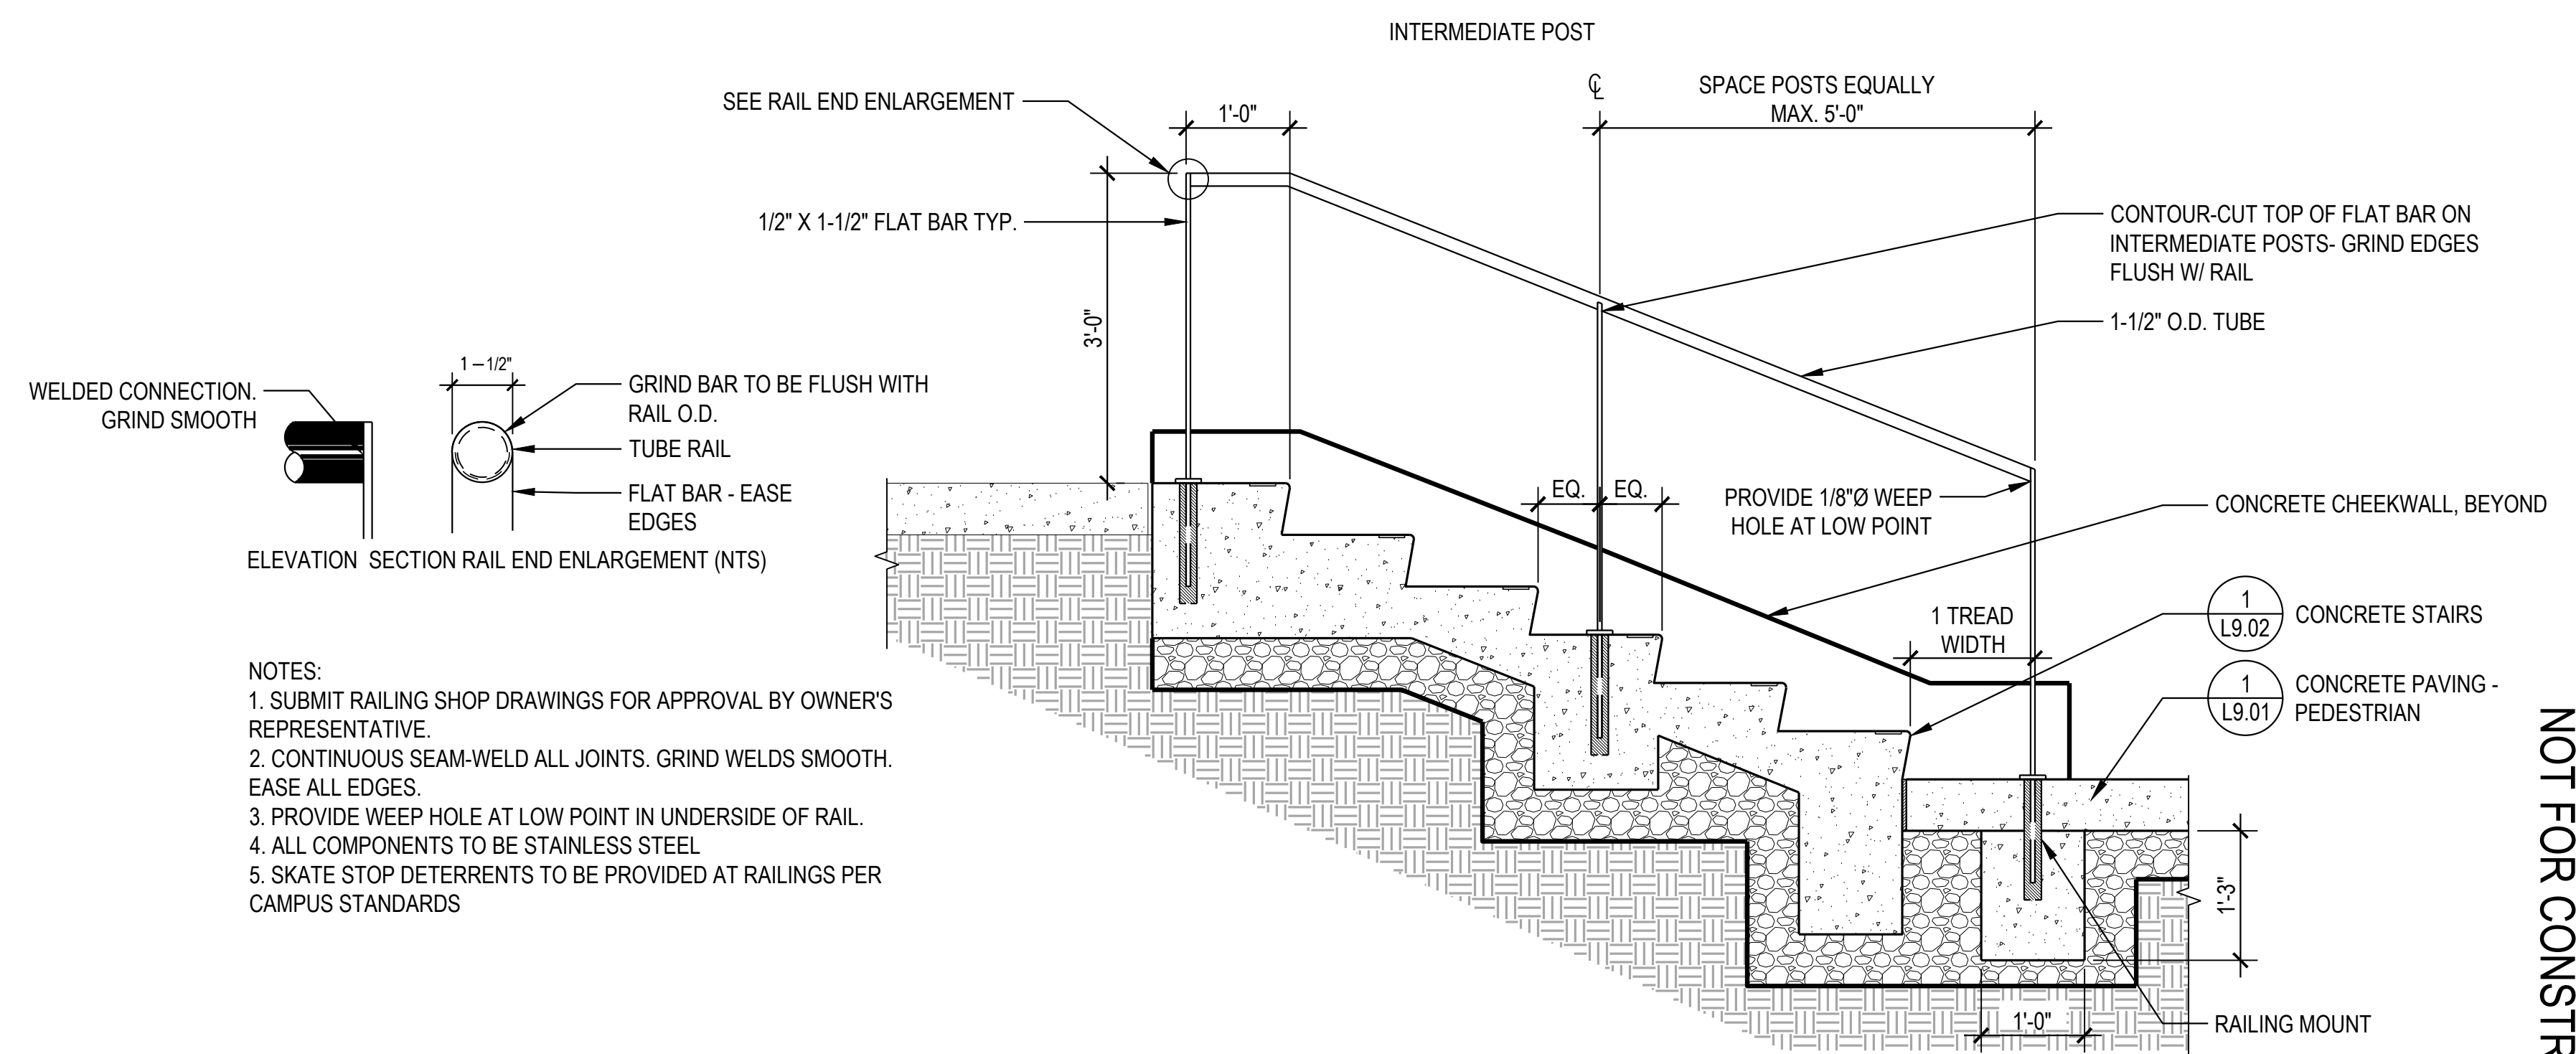 INTERMEDIATE POST
SEE RAIL END ENLARGEMENT
1'-0"
℄
SPACE POSTS EQUALLY
MAX. 5'-0"
1/2" X 1-1/2" FLAT BAR TYP.
3'-0"
CONTOUR-CUT TOP OF FLAT BAR ON
INTERMEDIATE POSTS- GRIND EDGES
FLUSH W/ RAIL
1-1/2" O.D. TUBE
WELDED CONNECTION.
GRIND SMOOTH
1-1/2"
GRIND BAR TO BE FLUSH WITH
RAIL O.D.
TUBE RAIL
FLAT BAR - EASE
EDGES
ELEVATION  SECTION RAIL END ENLARGEMENT (NTS)
EQ.
EQ.
PROVIDE 1/8"Ø WEEP
HOLE AT LOW POINT
CONCRETE CHEEKWALL, BEYOND
1 TREAD
WIDTH
1
L9.02
CONCRETE STAIRS
1
L9.01
CONCRETE PAVING -
PEDESTRIAN
NOTES:
1. SUBMIT RAILING SHOP DRAWINGS FOR APPROVAL BY OWNER'S
REPRESENTATIVE.
2. CONTINUOUS SEAM-WELD ALL JOINTS. GRIND WELDS SMOOTH.
EASE ALL EDGES.
3. PROVIDE WEEP HOLE AT LOW POINT IN UNDERSIDE OF RAIL.
4. ALL COMPONENTS TO BE STAINLESS STEEL
5. SKATE STOP DETERRENTS TO BE PROVIDED AT RAILINGS PER
CAMPUS STANDARDS
1'-3"
1'-0"
RAILING MOUNT
NOT FOR CONSTR